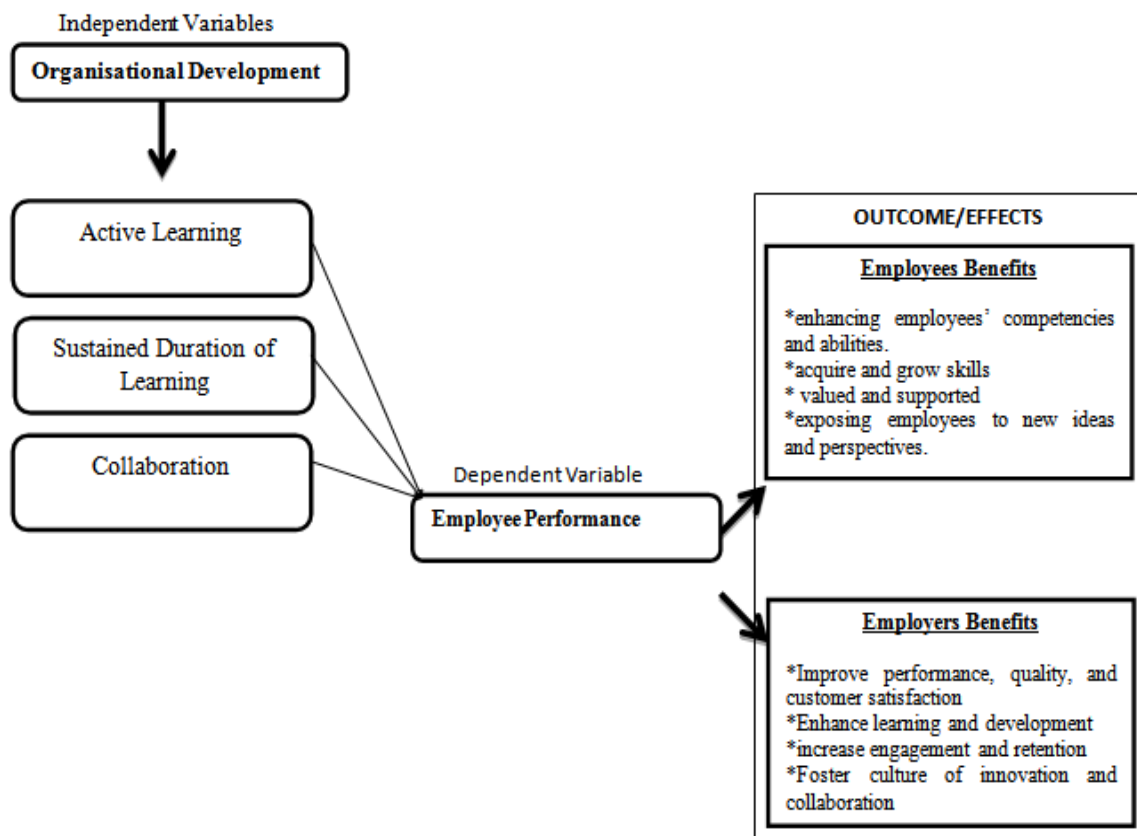 Independent Variables
Organisational Development
Active Learning
Sustained Duration of
Learning
Collaboration
Dependent Variable
Employee Performance
OUTCOME/EFFECTS
Employees Benefits
*enhancing employees’ competencies
and abilities.
*acquire and grow skills
* valued and supported
*exposing employees to new ideas
and perspectives.
Employers Benefits
*Improve performance, quality, and
customer satisfaction
*Enhance learning and development
*increase engagement and retention
*Foster culture of innovation and
collaboration